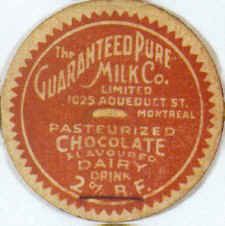 THE
GUARANTEED PURE
MILK CO.
LIMITED
1025 AQUEDUCT ST.
MONTREAL
PASTEURIZED
CHOCOLATE
FLAVOURED
DAIRY
DRINK
2% B.F.